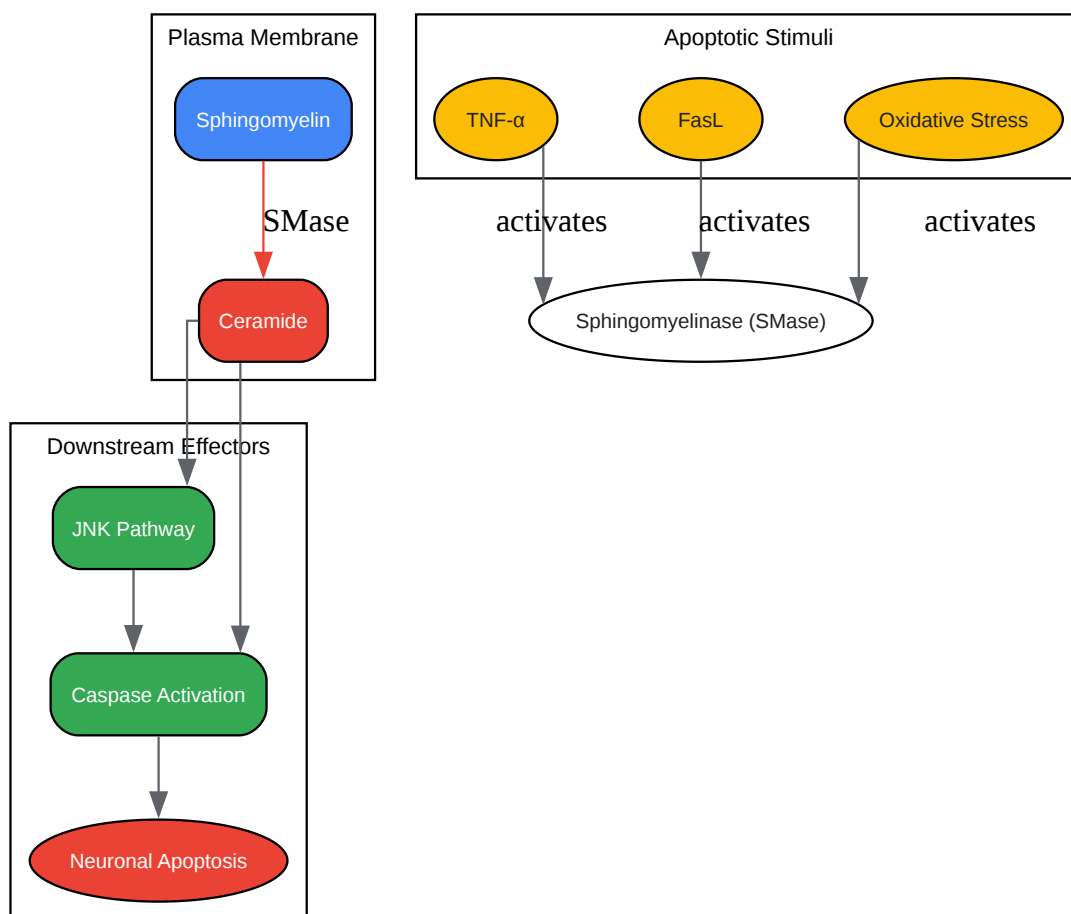 Plasma Membrane
Apoptotic Stimuli
Sphingomyelin
TNF-α
FasL
Oxidative Stress
SMase
activates
activates
activates
Ceramide
Sphingomyelinase (SMase)
Downstream Effectors
JNK Pathway
Caspase Activation
Neuronal Apoptosis